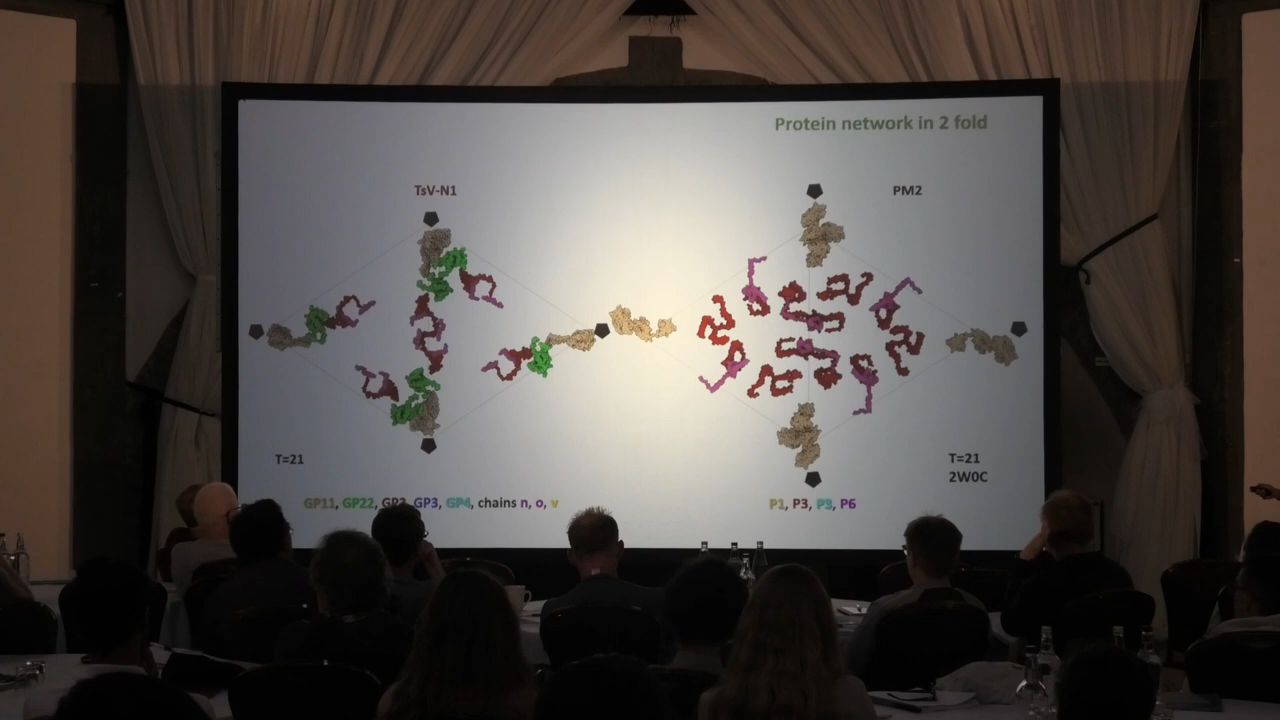 Protein network in 2 fold
TsV-N1
PM2
T=21
T=21
2W0C
GP11, GP22, GP2, GP3, GP4, chains n, o, v
P1, P3, P9, P6